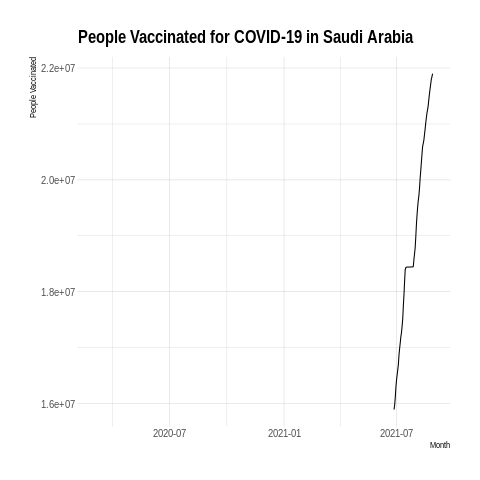 People Vaccinated for COVID-19 in Saudi Arabia
People Vaccinated
2.2e+07
2.0e+07
1.8e+07
1.6e+07
2020-07 2021-01 2021-07
Month